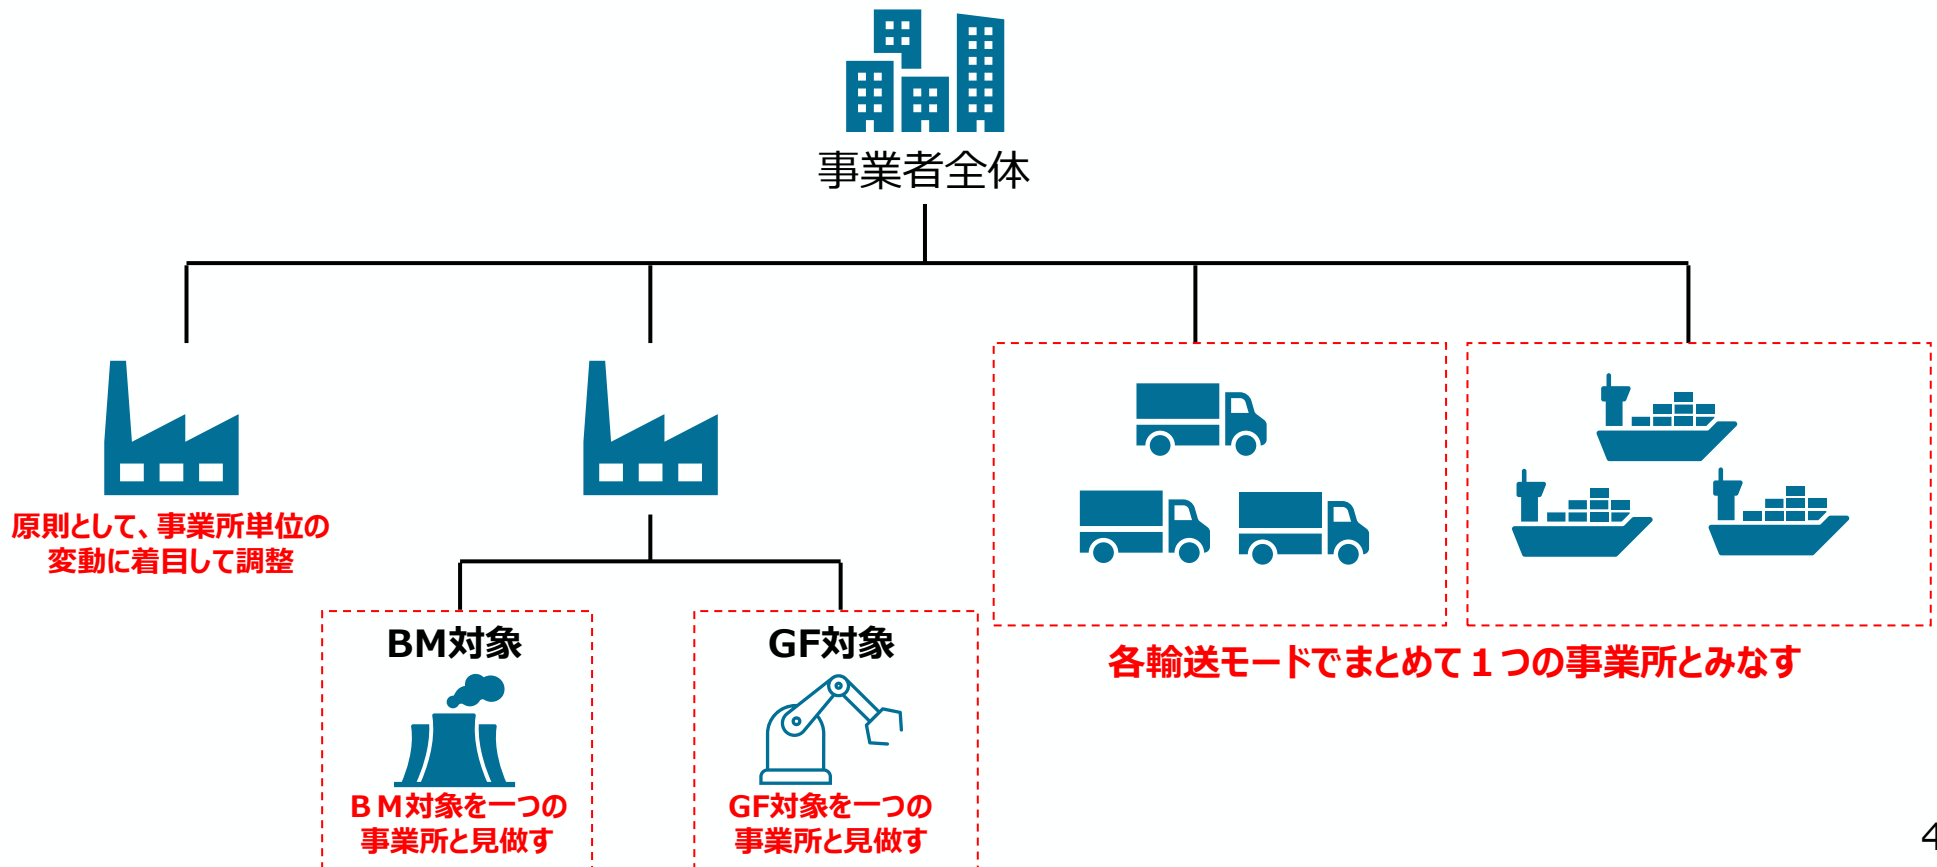 事業者全体
原則として、事業所単位の
変動に着目して調整
BM対象
GF対象
各輸送モードでまとめて１つの事業所とみなす
ＢＭ対象を一つの
事業所と見做す
GF対象を一つの
事業所と見做す
4